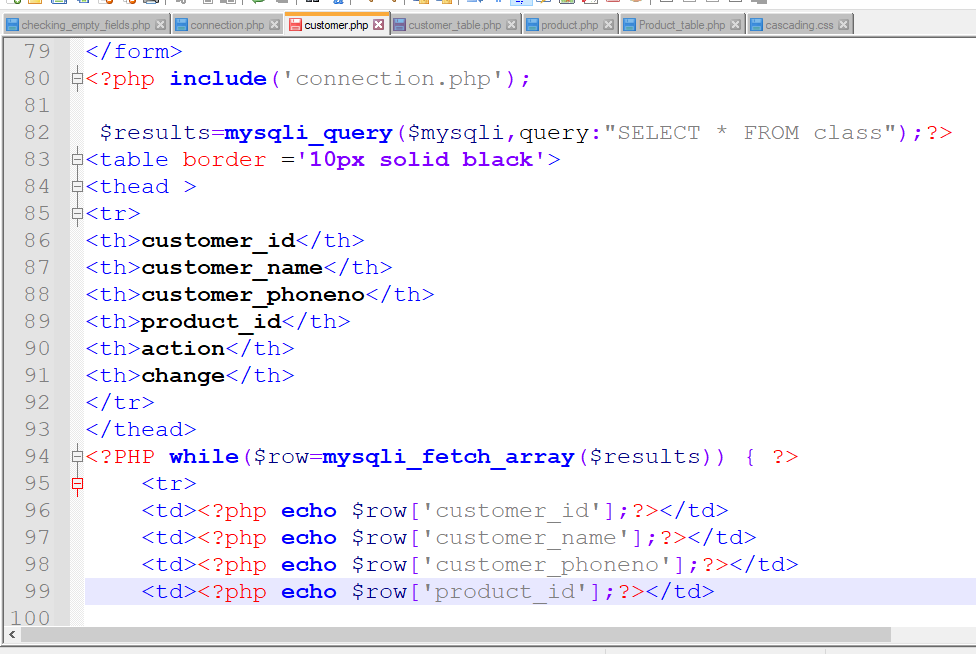 checking_empty_fields.php connection.php customer.php customer_table.php product.php Product_table.php cascading.css
79 </form>
80 <?php include('connection.php');
81
82 $results=mysqli_query($mysqli,query:"SELECT * FROM class");?>
83 <table border ='10px solid black'>
84 <thead >
85 <tr>
86 <th>customer_id</th>
87 <th>customer_name</th>
88 <th>customer_phoneno</th>
89 <th>product_id</th>
90 <th>action</th>
91 <th>change</th>
92 </tr>
93 </thead>
94 <?PHP while($row=mysqli_fetch_array($results)) { ?>
95 <tr>
96 <td><?php echo $row['customer_id'];?></td>
97 <td><?php echo $row['customer_name'];?></td>
98 <td><?php echo $row['customer_phoneno'];?></td>
99 <td><?php echo $row['product_id'];?></td>
100